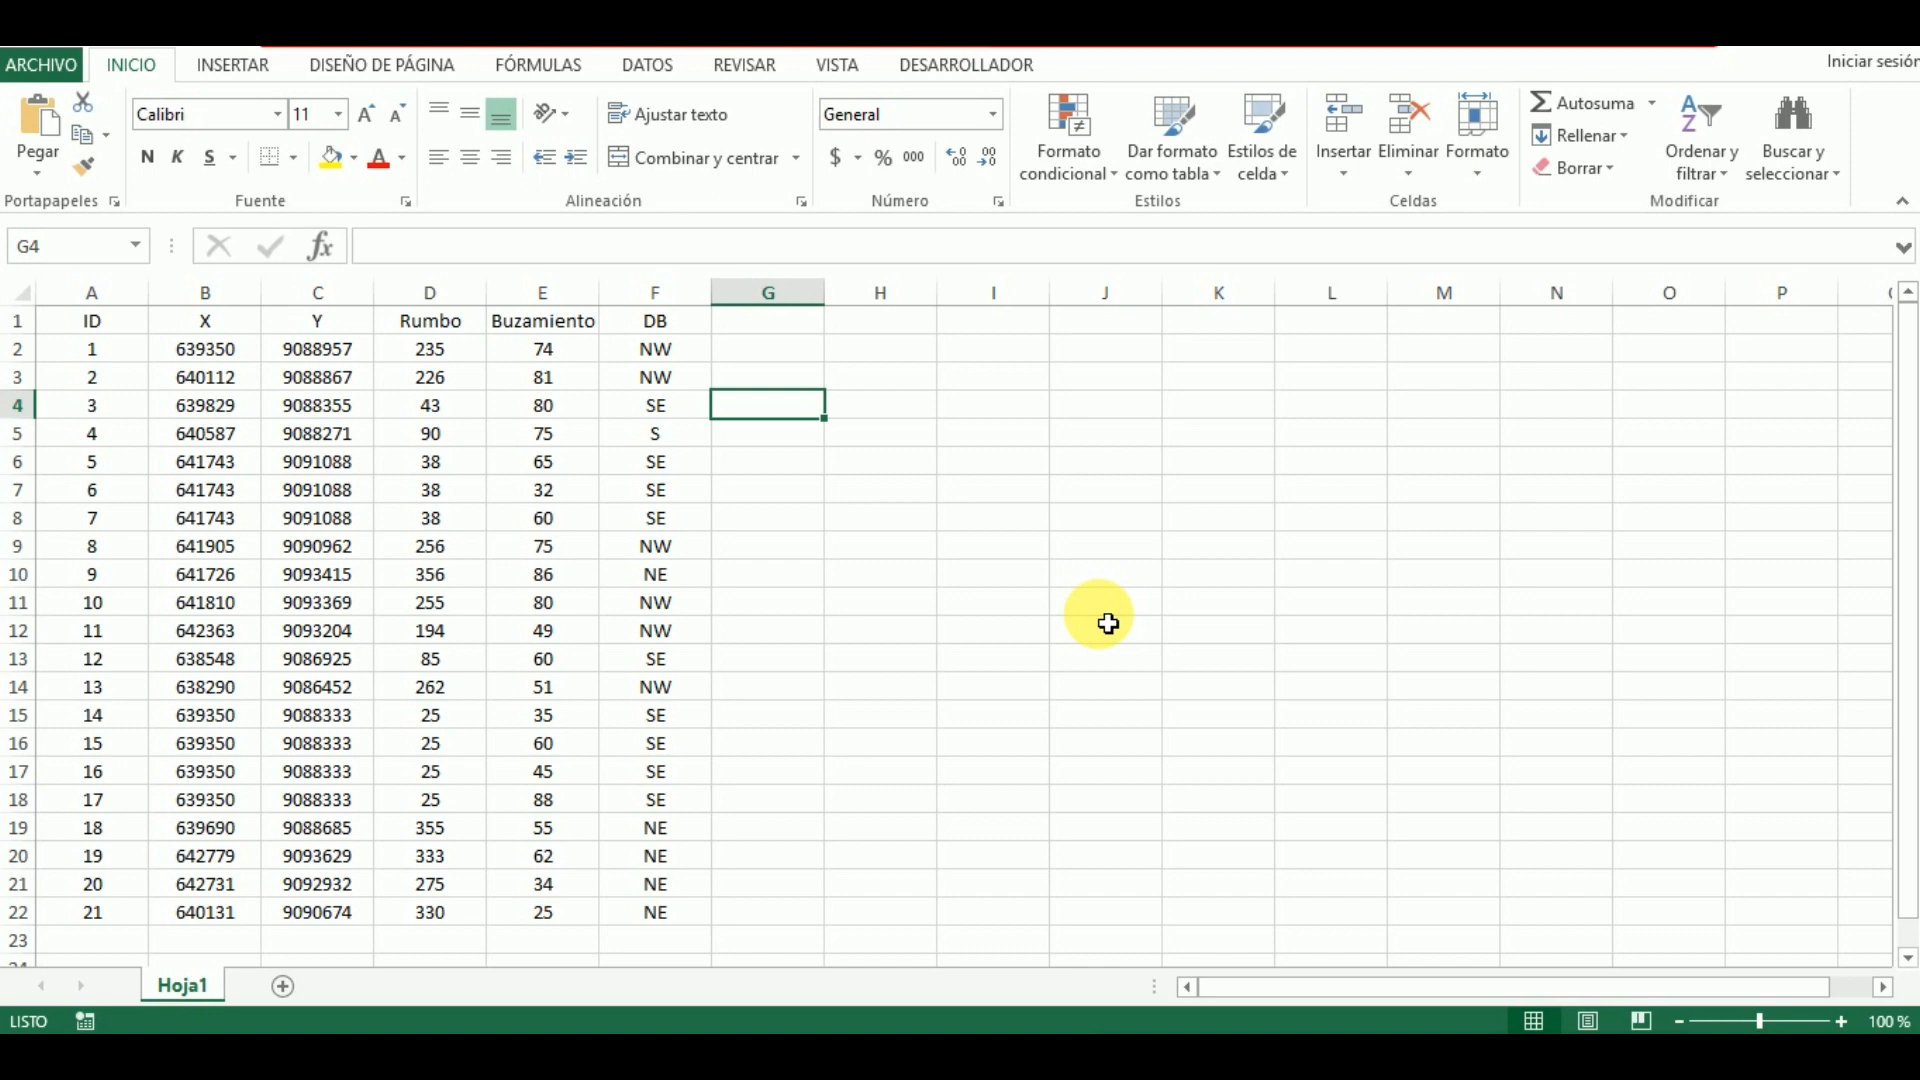 ARCHIVO INICIO INSERTAR DISEÑO DE PÁGINA FÓRMULAS DATOS REVISAR VISTA DESARROLLADOR Iniciar sesión
Pegar
Portapapeles
Calibri 11
N K S
Fuente
Ajustar texto
Combinar y centrar
Alineación
General
$ % 000
Número
Formato condicional
Dar formato como tabla
Estilos de celda
Estilos
Insertar Eliminar Formato
Celdas
Autosuma
Rellenar
Borrar
Ordenar y filtrar
Buscar y seleccionar
Modificar
G4 fx
A B C D E F G H I J K L M N O P
1 ID X Y Rumbo Buzamiento DB
2 1 639350 9088957 235 74 NW
3 2 640112 9088867 226 81 NW
4 3 639829 9088355 43 80 SE
5 4 640587 9088271 90 75 S
6 5 641743 9091088 38 65 SE
7 6 641743 9091088 38 32 SE
8 7 641743 9091088 38 60 SE
9 8 641905 9090962 256 75 NW
10 9 641726 9093415 356 86 NE
11 10 641810 9093369 255 80 NW
12 11 642363 9093204 194 49 NW
13 12 638548 9086925 85 60 SE
14 13 638290 9086452 262 51 NW
15 14 639350 9088333 25 35 SE
16 15 639350 9088333 25 60 SE
17 16 639350 9088333 25 45 SE
18 17 639350 9088333 25 88 SE
19 18 639690 9088685 355 55 NE
20 19 642779 9093629 333 62 NE
21 20 642731 9092932 275 34 NE
22 21 640131 9090674 330 25 NE
23
Hoja1
LISTO 100 %